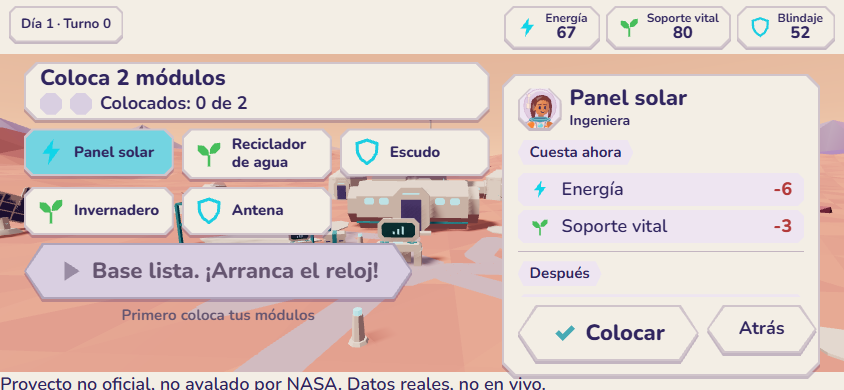 Día 1 · Turno 0
Energía
67
Soporte vital
80
Blindaje
52
Coloca 2 módulos
Colocados: 0 de 2
Panel solar
Reciclador
de agua
Escudo
Invernadero
Antena
Base lista. ¡Arranca el reloj!
Primero coloca tus módulos
Panel solar
Ingeniera
Cuesta ahora
Energía -6
Soporte vital -3
Después
Colocar
Atrás
Proyecto no oficial, no avalado por NASA. Datos reales, no en vivo.